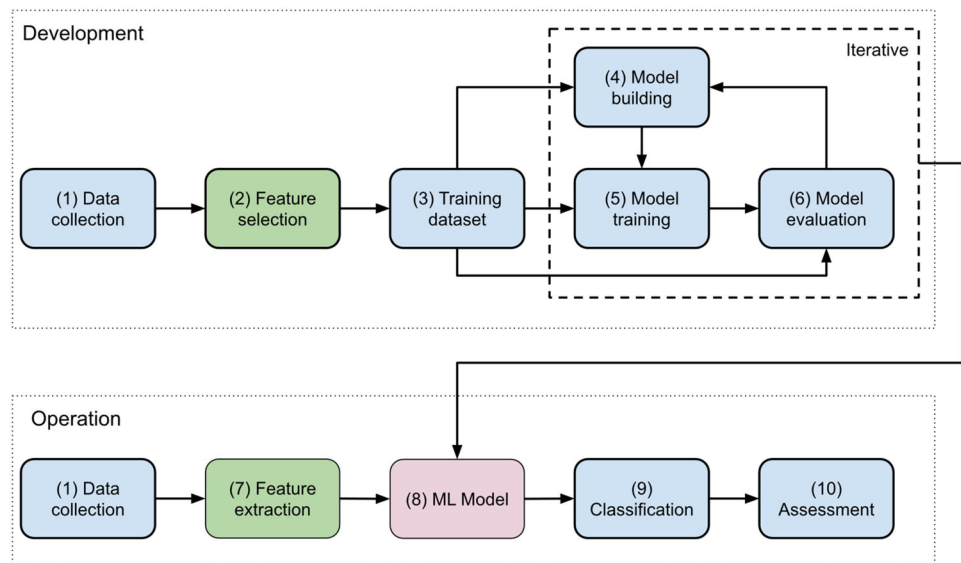 Development
Iterative
(4) Model
building
(1) Data
collection
(2) Feature
selection
(3) Training
dataset
(5) Model
training
(6) Model
evaluation
Operation
(1) Data
collection
(7) Feature
extraction
(8) ML Model
(9)
Classification
(10)
Assessment